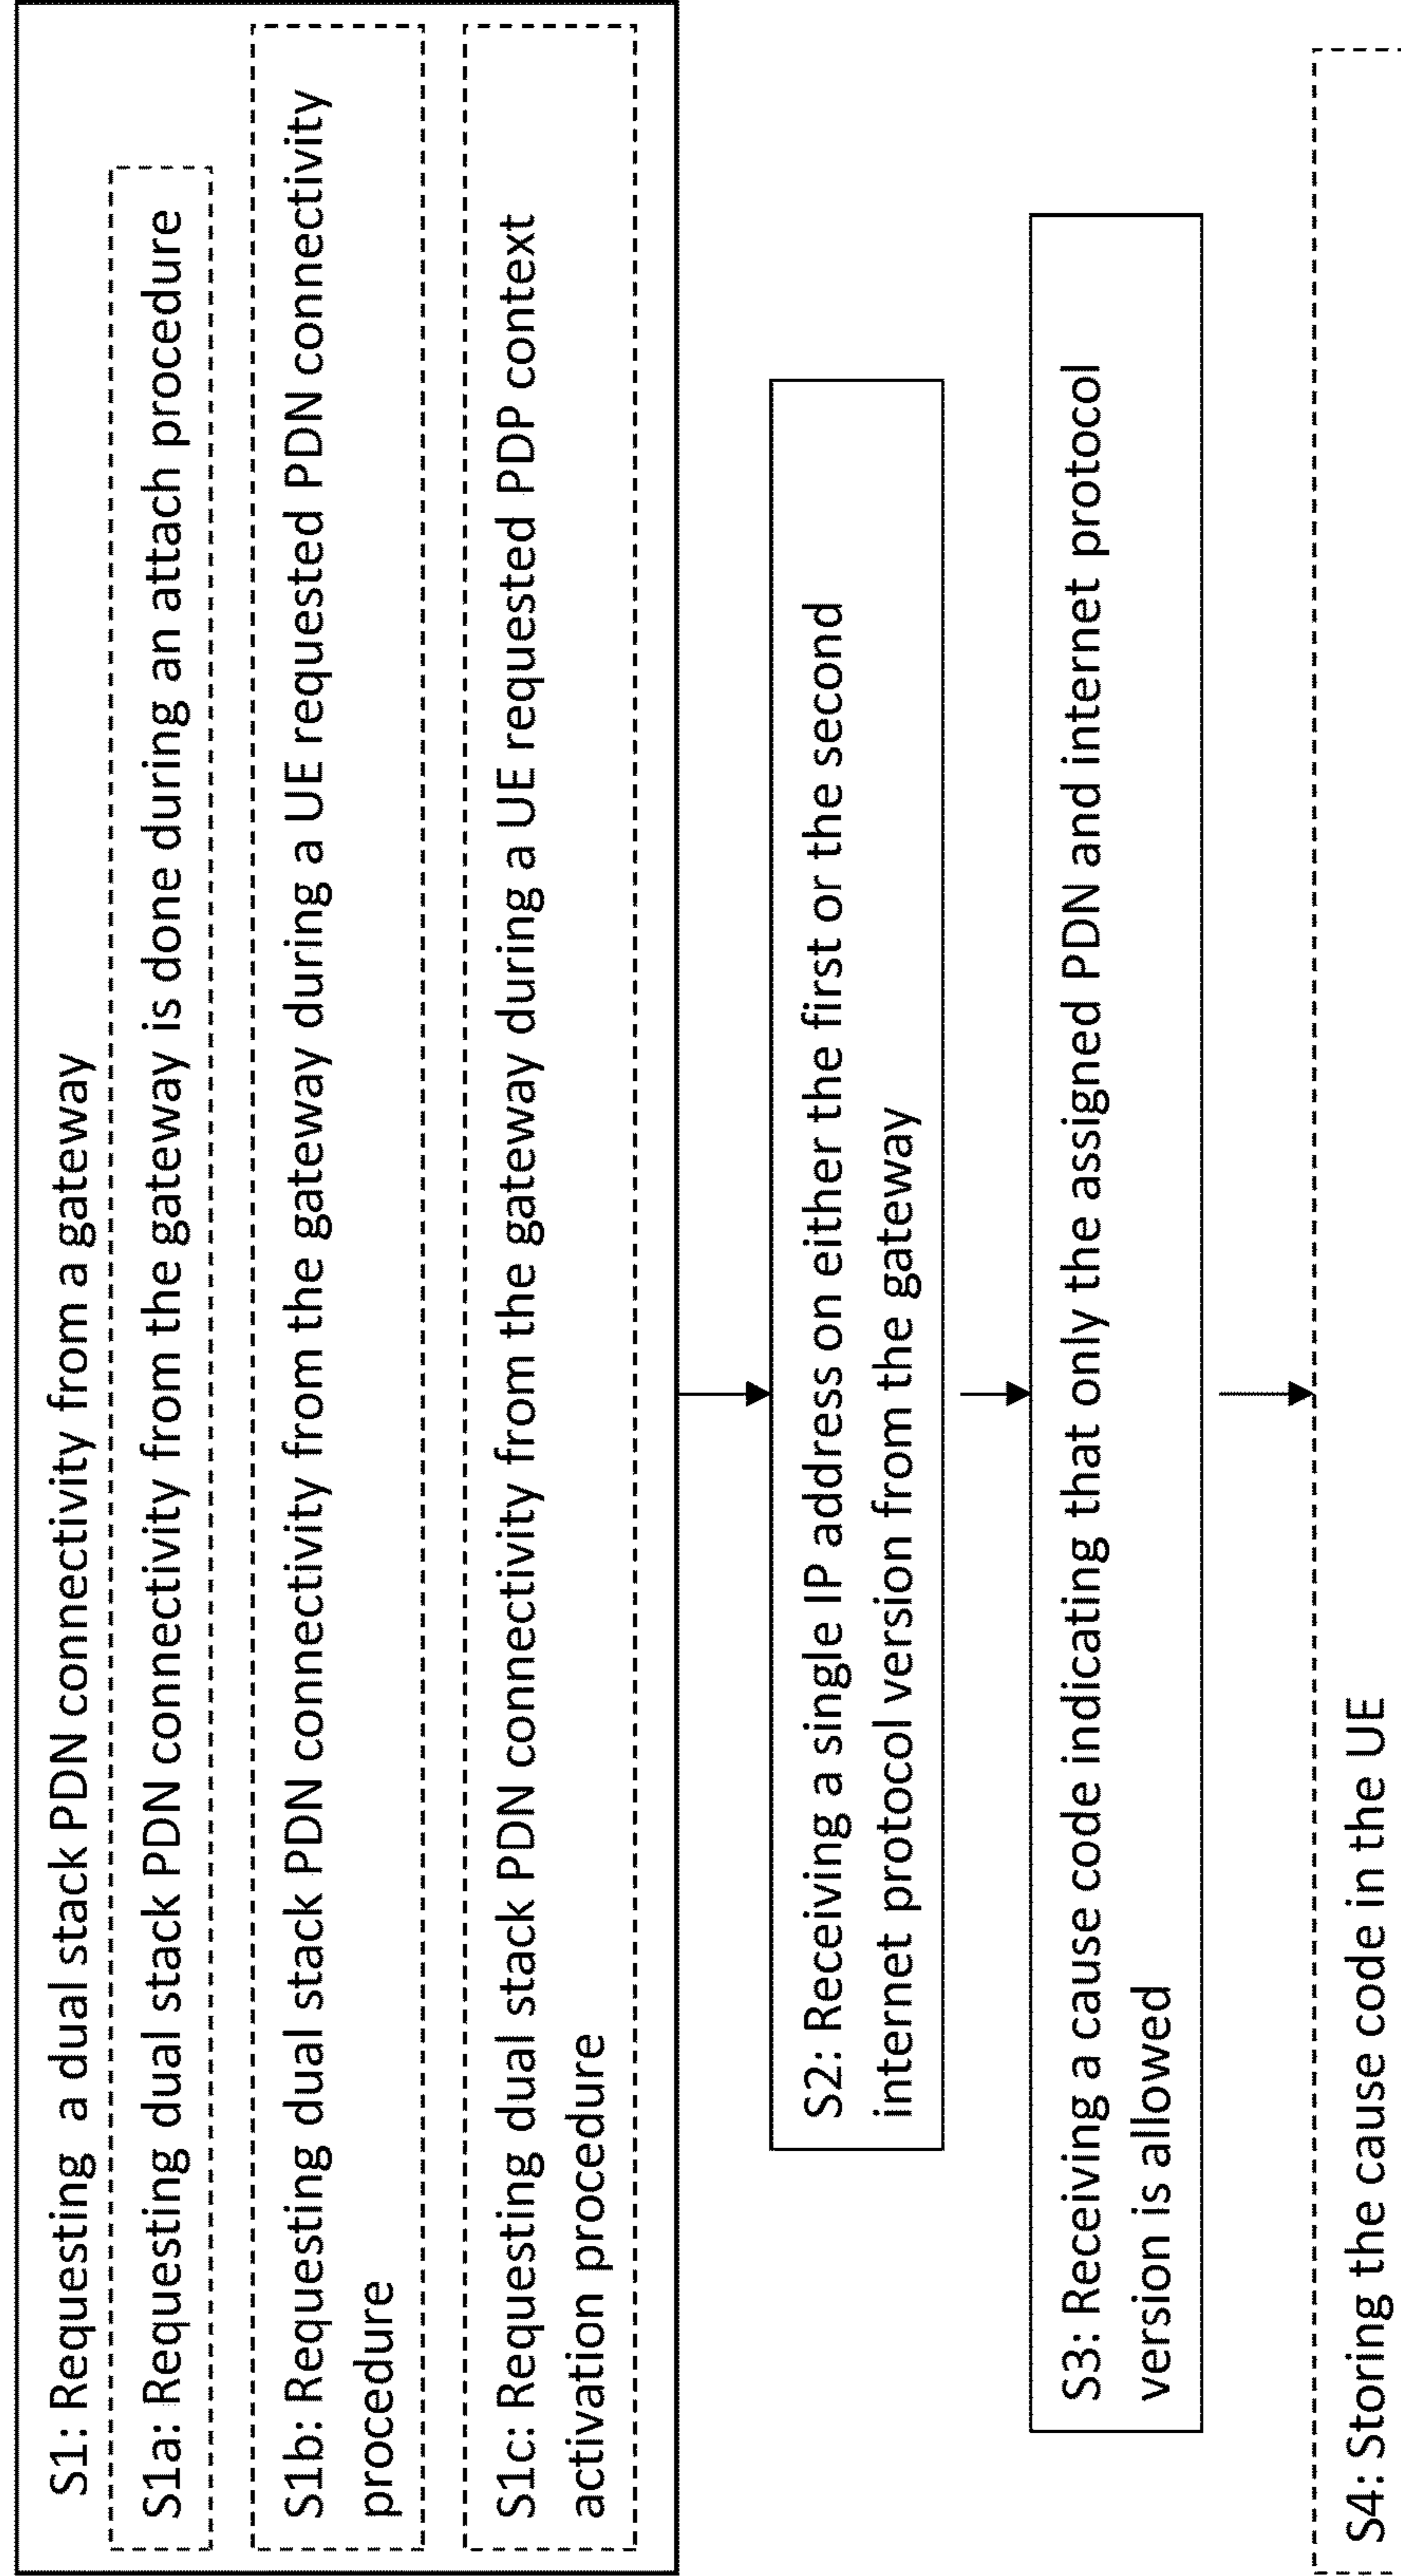 S1: Requesting a dual stack PDN connectivity from a gateway
S1a: Requesting dual stack PDN connectivity from the gateway is done during an attach procedure
S1b: Requesting dual stack PDN connectivity from the gateway during a UE requested PDN connectivity
procedure
S1c: Requesting dual stack PDN connectivity from the gateway during a UE requested PDP context
activation procedure
S2: Receiving a single IP address on either the first or the second
internet protocol version from the gateway
S3: Receiving a cause code indicating that only the assigned PDN and internet protocol
version is allowed
S4: Storing the cause code in the UE